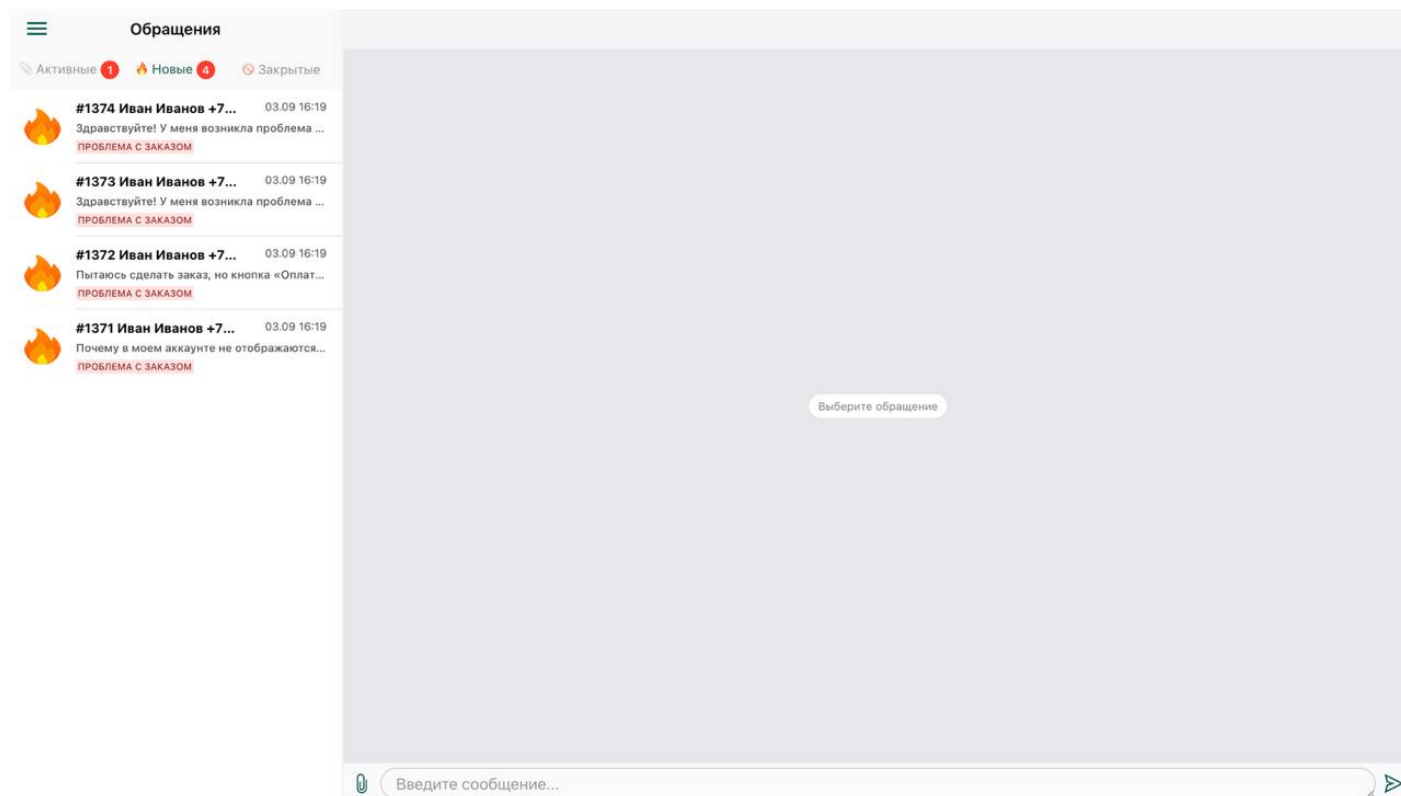 Обращения
Активные 1 Новые 4 Закрытые
#1374 Иван Иванов +7... 03.09 16:19
Здравствуйте! У меня возникла проблема ...
ПРОБЛЕМА С ЗАКАЗОМ
#1373 Иван Иванов +7... 03.09 16:19
Здравствуйте! У меня возникла проблема ...
ПРОБЛЕМА С ЗАКАЗОМ
#1372 Иван Иванов +7... 03.09 16:19
Пытаюсь сделать заказ, но кнопка «Оплат...
ПРОБЛЕМА С ЗАКАЗОМ
#1371 Иван Иванов +7... 03.09 16:19
Почему в моем аккаунте не отображаются...
ПРОБЛЕМА С ЗАКАЗОМ
Выберите обращение
Введите сообщение...